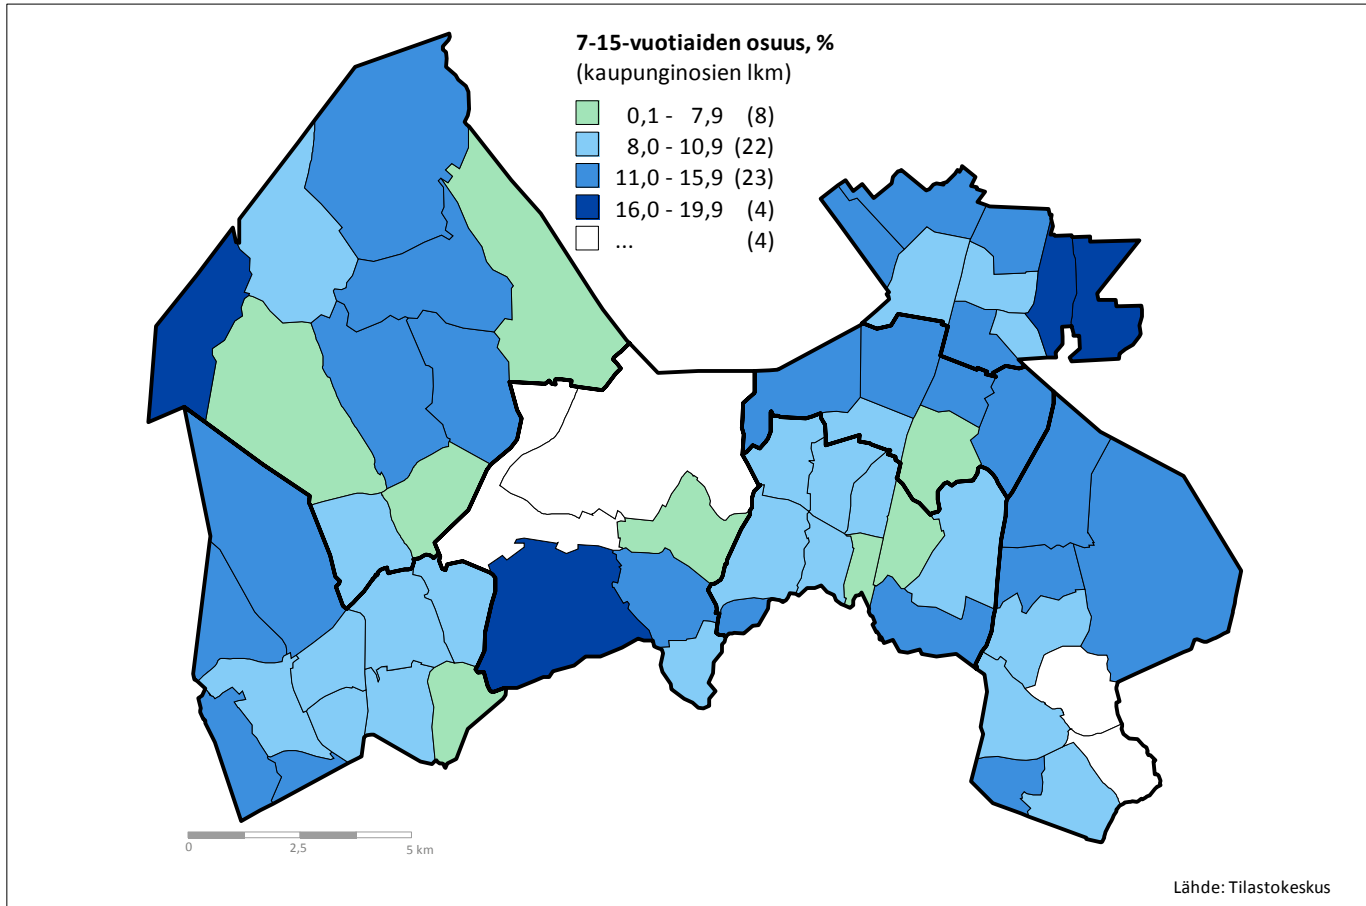 7-15-vuotiaiden osuus, %
(kaupunginosien lkm)
0,1 - 7,9 (8)
8,0 - 10,9 (22)
11,0 - 15,9 (23)
16,0 - 19,9 (4)
... (4)
0 2,5 5 km
Lähde: Tilastokeskus